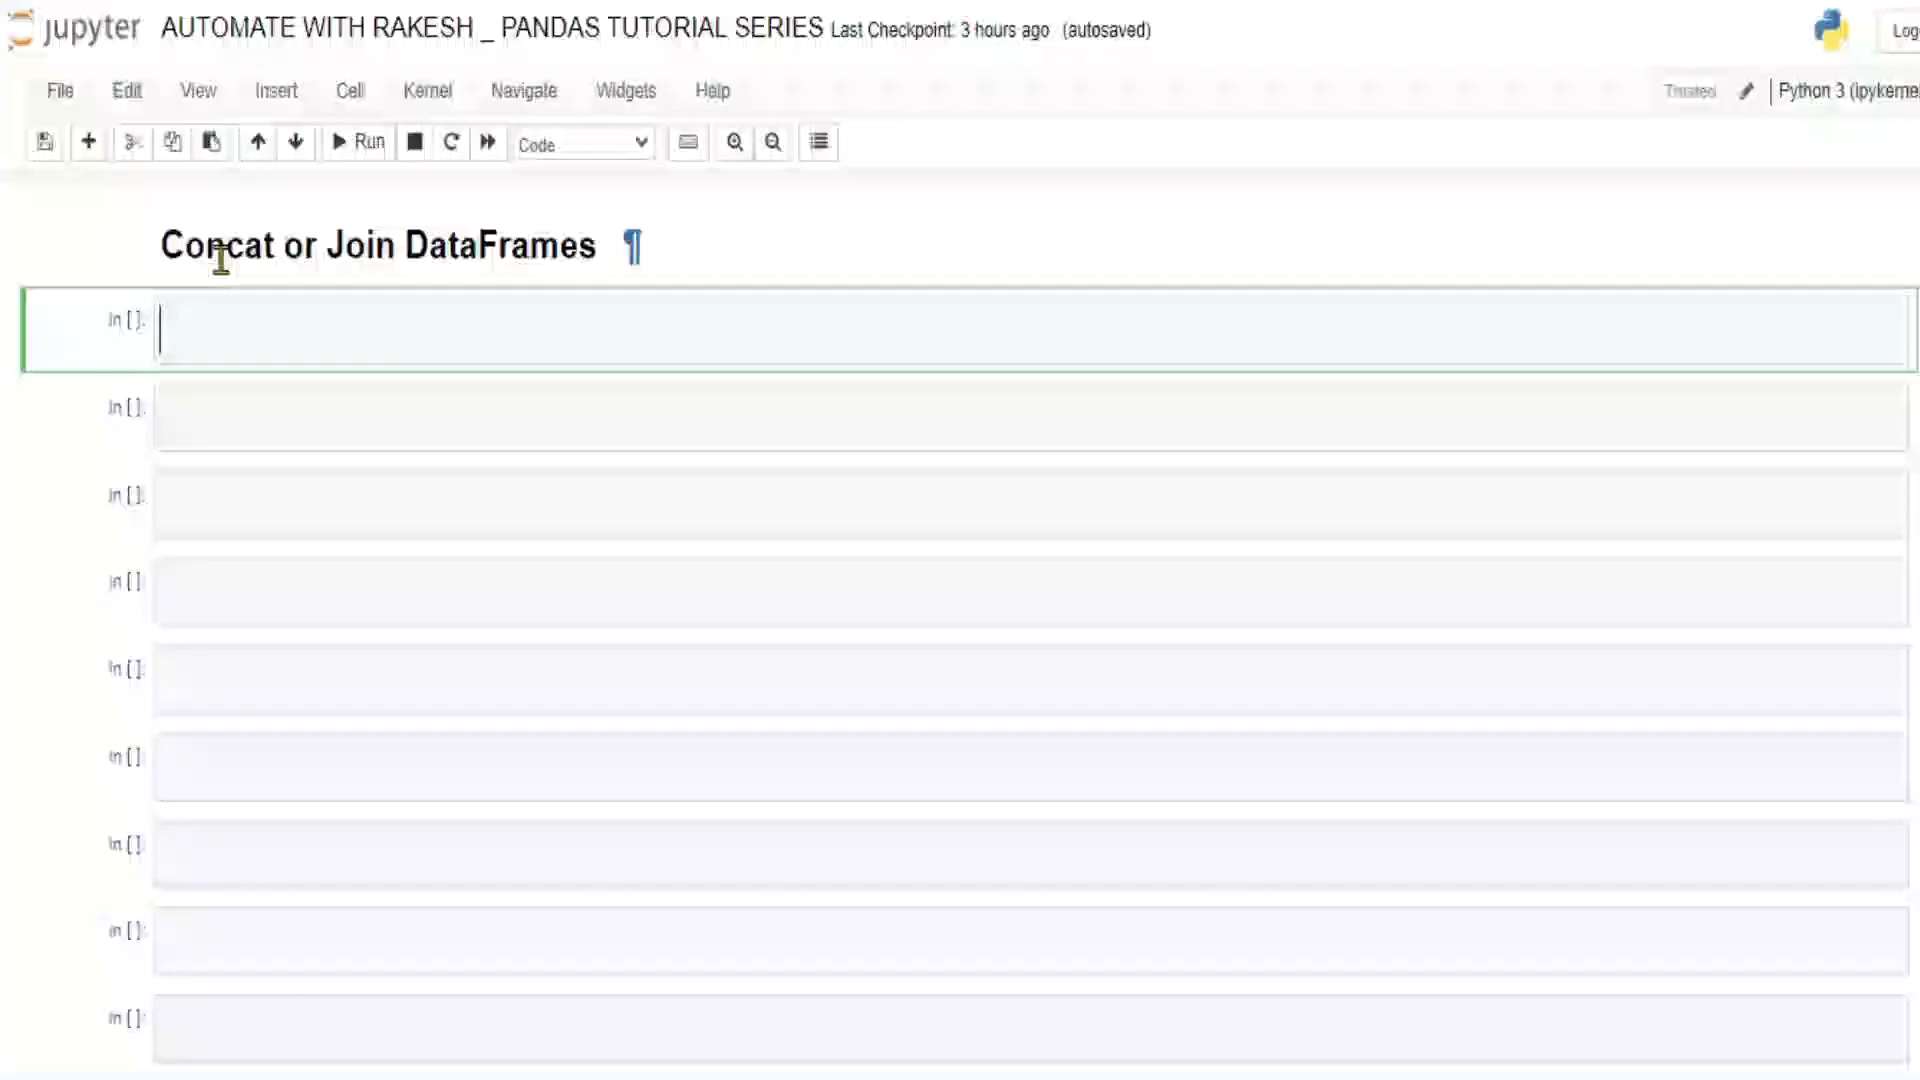 jupyter AUTOMATE WITH RAKESH _ PANDAS TUTORIAL SERIES Last Checkpoint: 3 hours ago (autosaved)
File Edit View Insert Cell Kernel Navigate Widgets Help Trusted Python 3 (ipykernel
Run Code
Concat or Join DataFrames ¶
In [ ]:
In [ ]:
In [ ]:
In [ ]:
In [ ]:
In [ ]:
In [ ]:
In [ ]:
In [ ]: